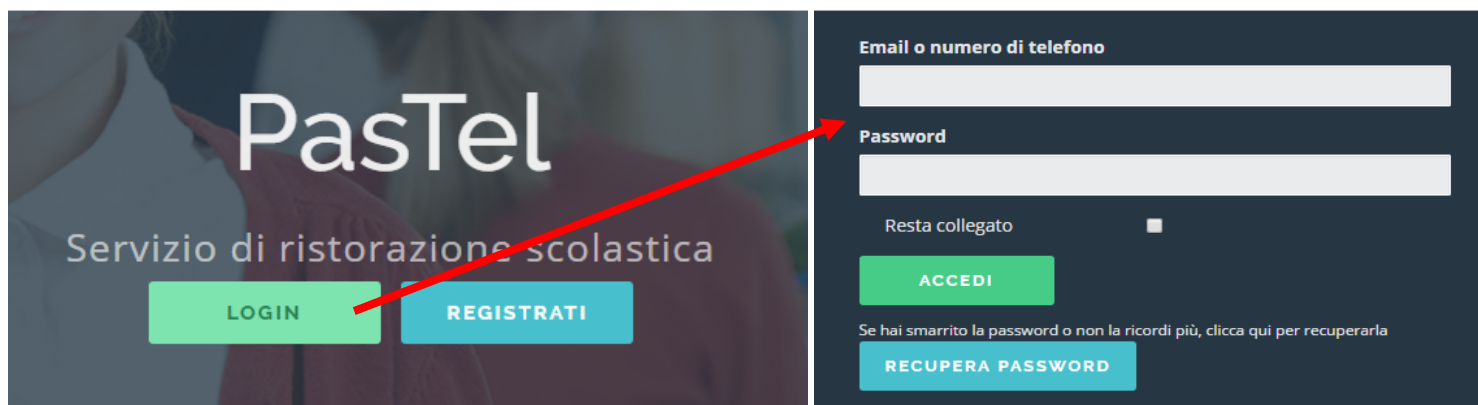 PasTel
Servizio di ristorazione scolastica
LOGIN
REGISTRATI
Email o numero di telefono
Password
Resta collegato
ACCEDI
Se hai smarrito la password o non la ricordi più, clicca qui per recuperarla
RECUPERA PASSWORD